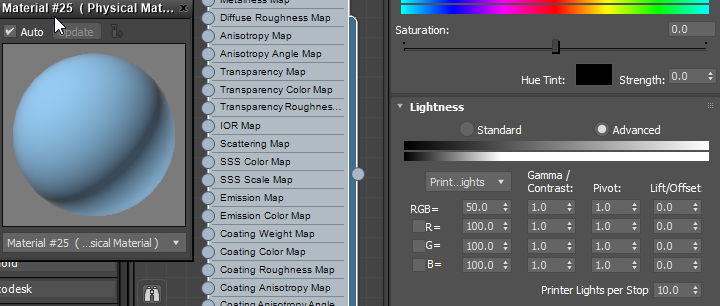 Material #25 ( Physical Mat...
Auto
Update
Material #25 ( ...sical Material )
odesk
Metalness Map
Diffuse Roughness Map
Anisotropy Map
Anisotropy Angle Map
Transparency Map
Transparency Color Map
Transparency Roughnes...
IOR Map
Scattering Map
SSS Color Map
SSS Scale Map
Emission Map
Emission Color Map
Coating Weight Map
Coating Color Map
Coating Roughness Map
Coating Anisotropy Map
Coating Anisotropy Angle
Saturation: 0.0
Hue Tint: Strength: 0.0
Lightness
Standard Advanced
Print...ights Gamma / Contrast: Pivot: Lift/Offset
RGB= 50.0 1.0 1.0 0.0
R= 100.0 1.0 1.0 0.0
G= 100.0 1.0 1.0 0.0
B= 100.0 1.0 1.0 0.0
Printer Lights per Stop 10.0